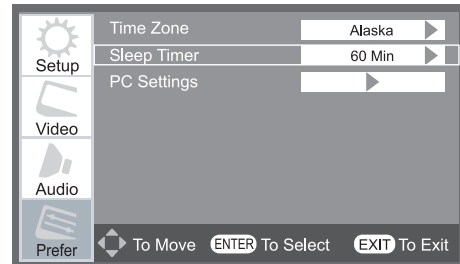 Setup
Video
Audio
Prefer
Time Zone Alaska
Sleep Timer 60 Min
PC Settings
To Move ENTER To Select EXIT To Exit